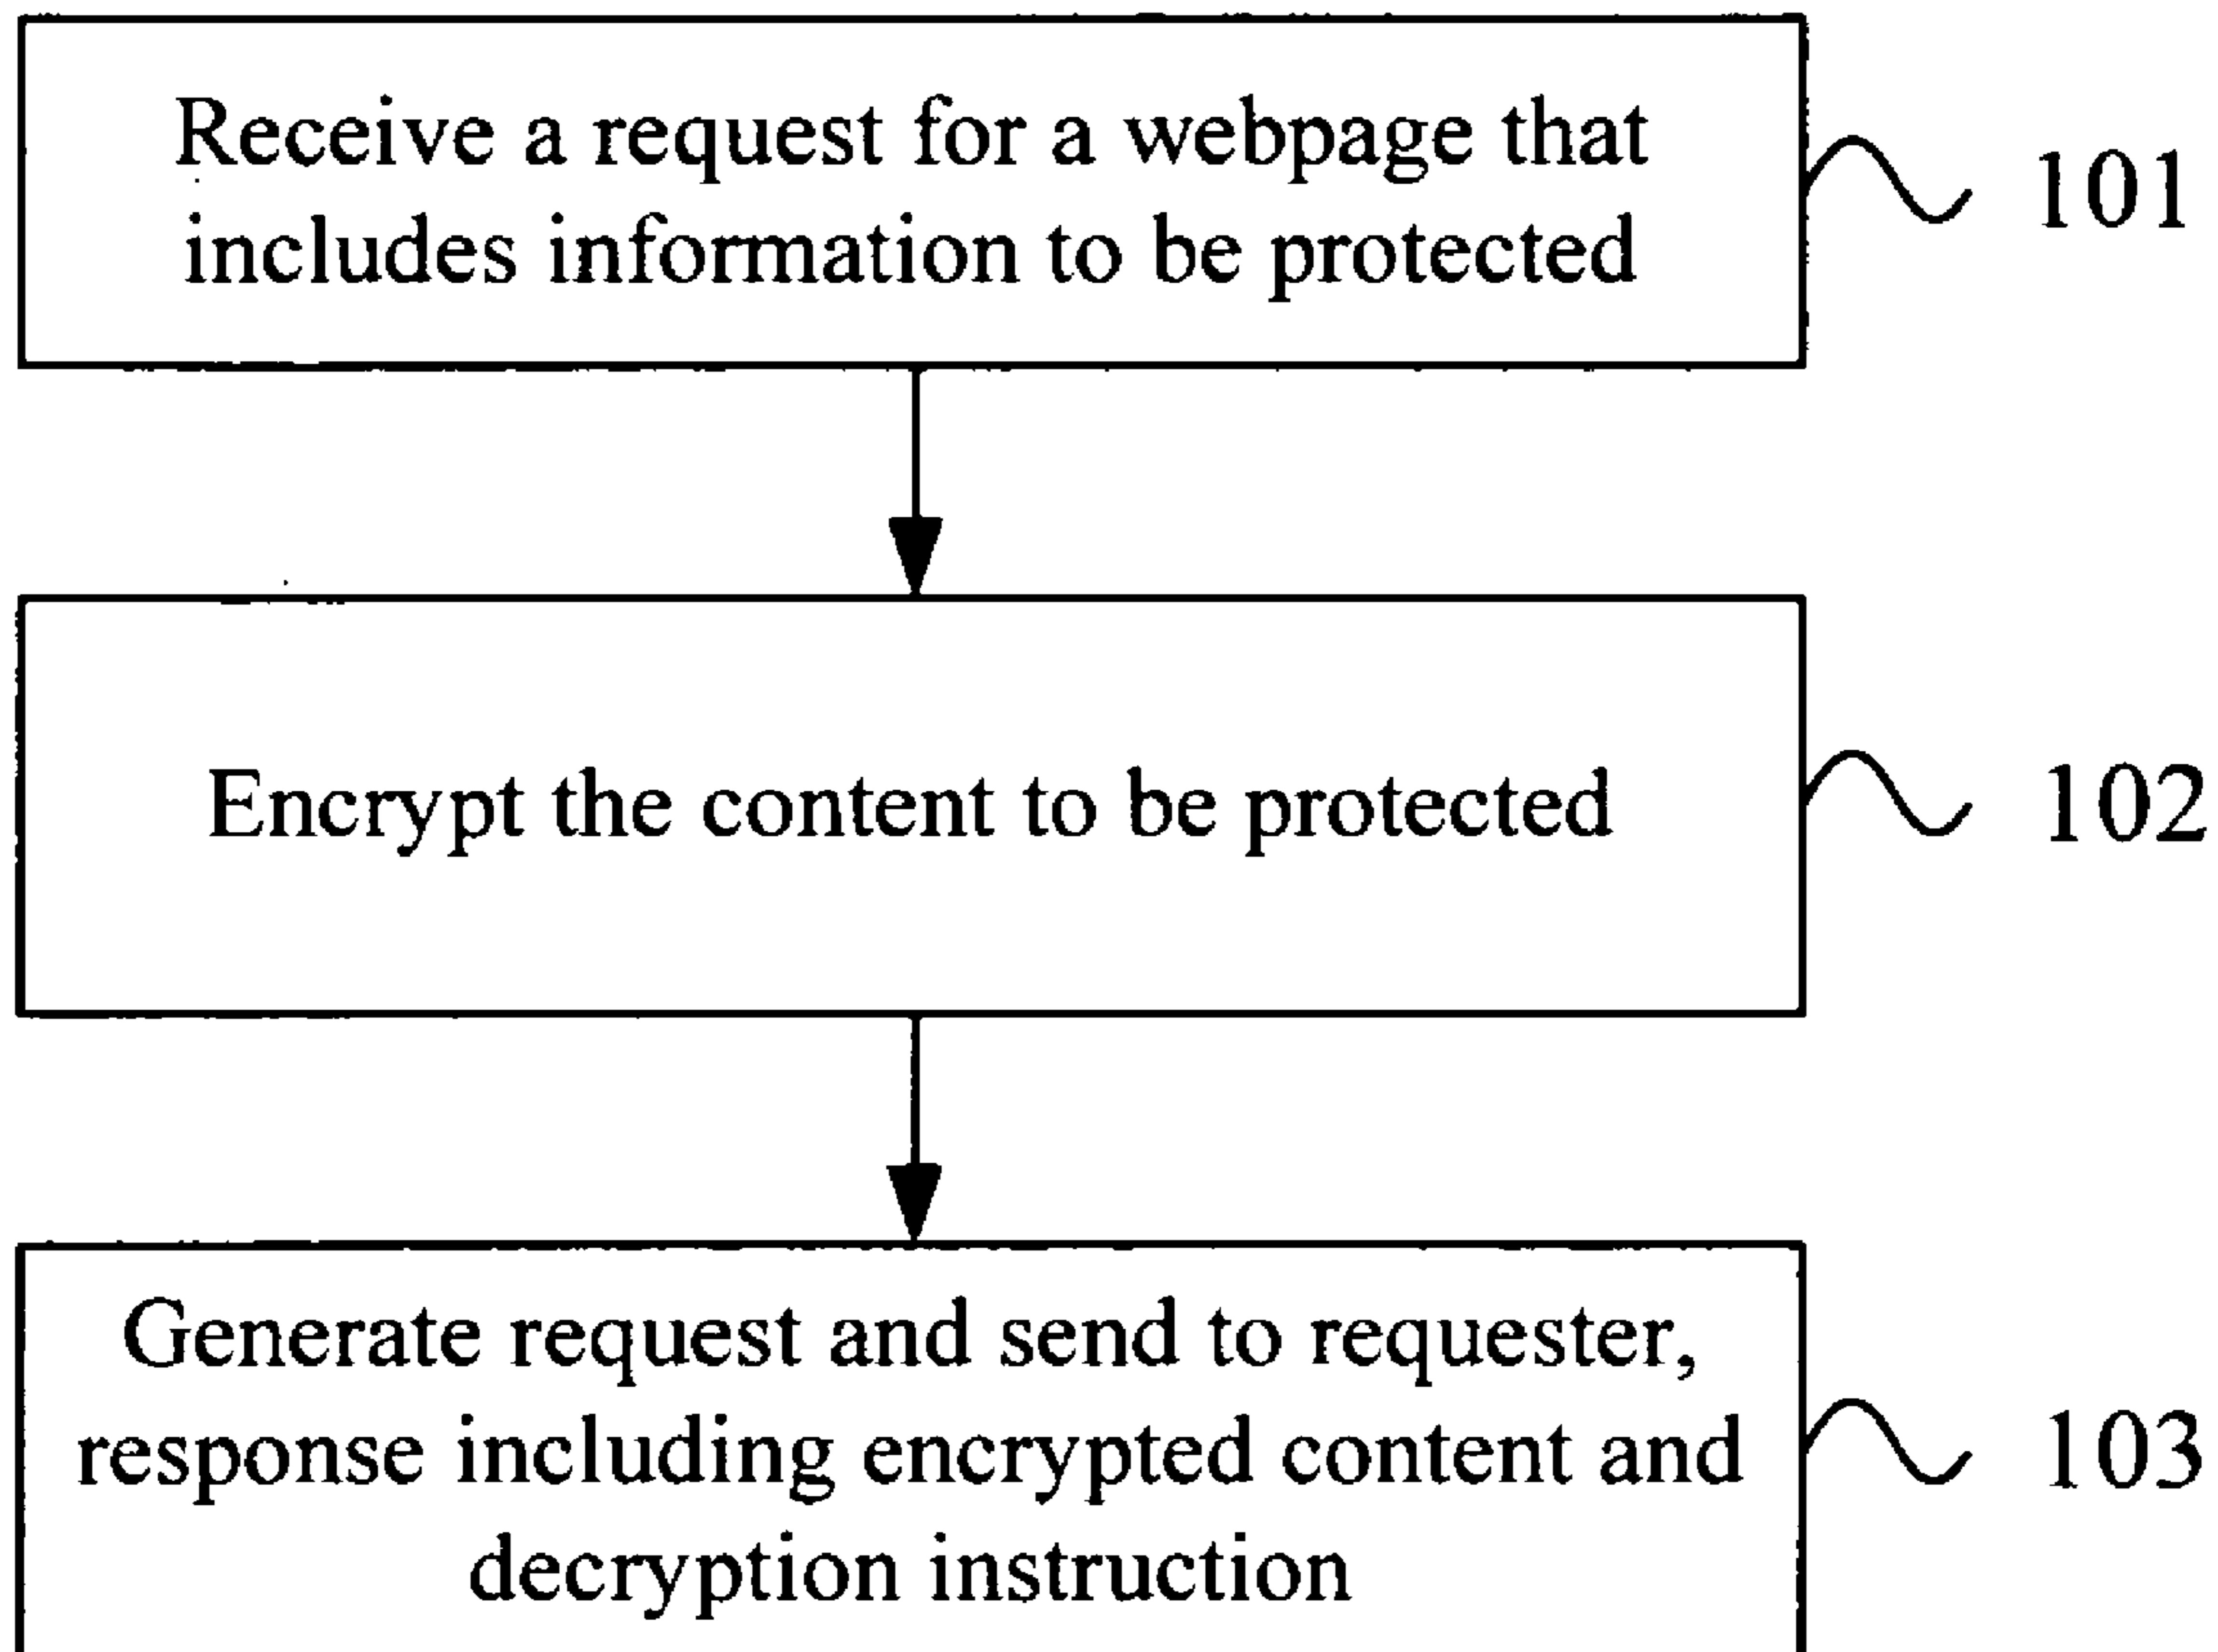 Receive a request for a webpage that
includes information to be protected
101
Encrypt the content to be protected
102
Generate request and send to requester,
response including encrypted content and
decryption instruction
103